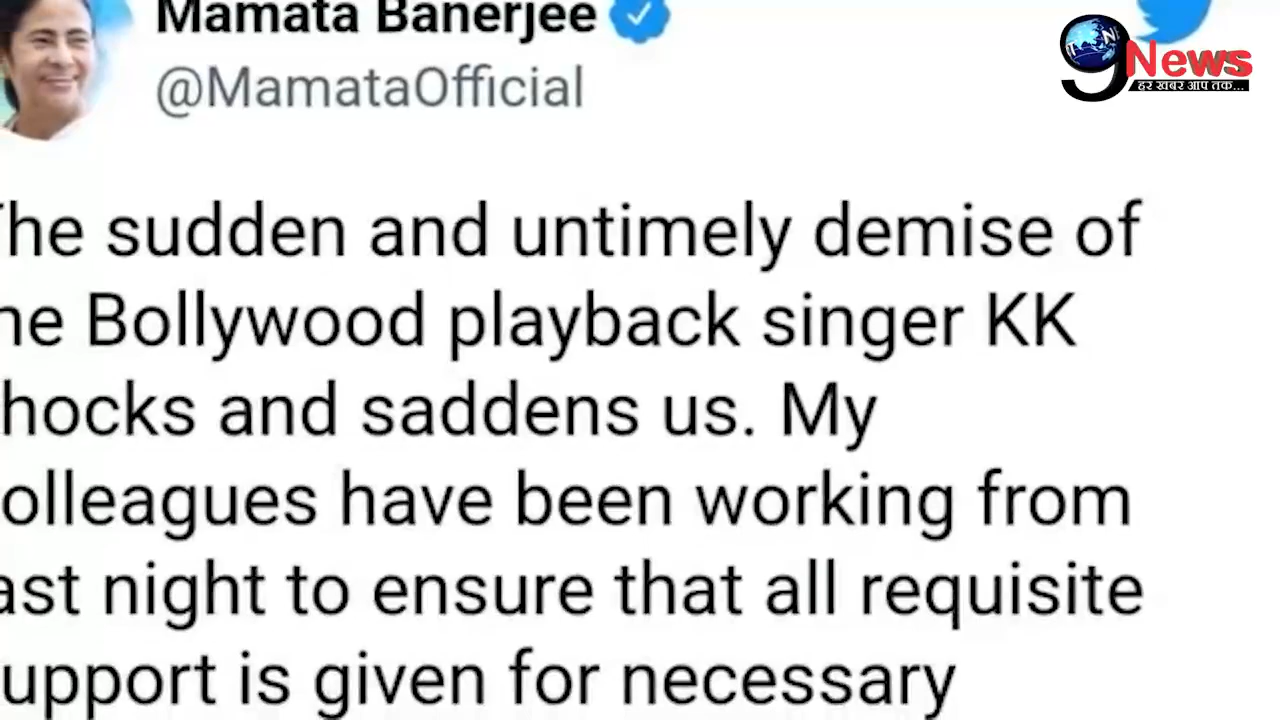 Mamata Banerjee
@MamataOfficial
9 News
हर खबर आप तक...
The sudden and untimely demise of
he Bollywood playback singer KK
hocks and saddens us. My
olleagues have been working from
ast night to ensure that all requisite
upport is given for necessary